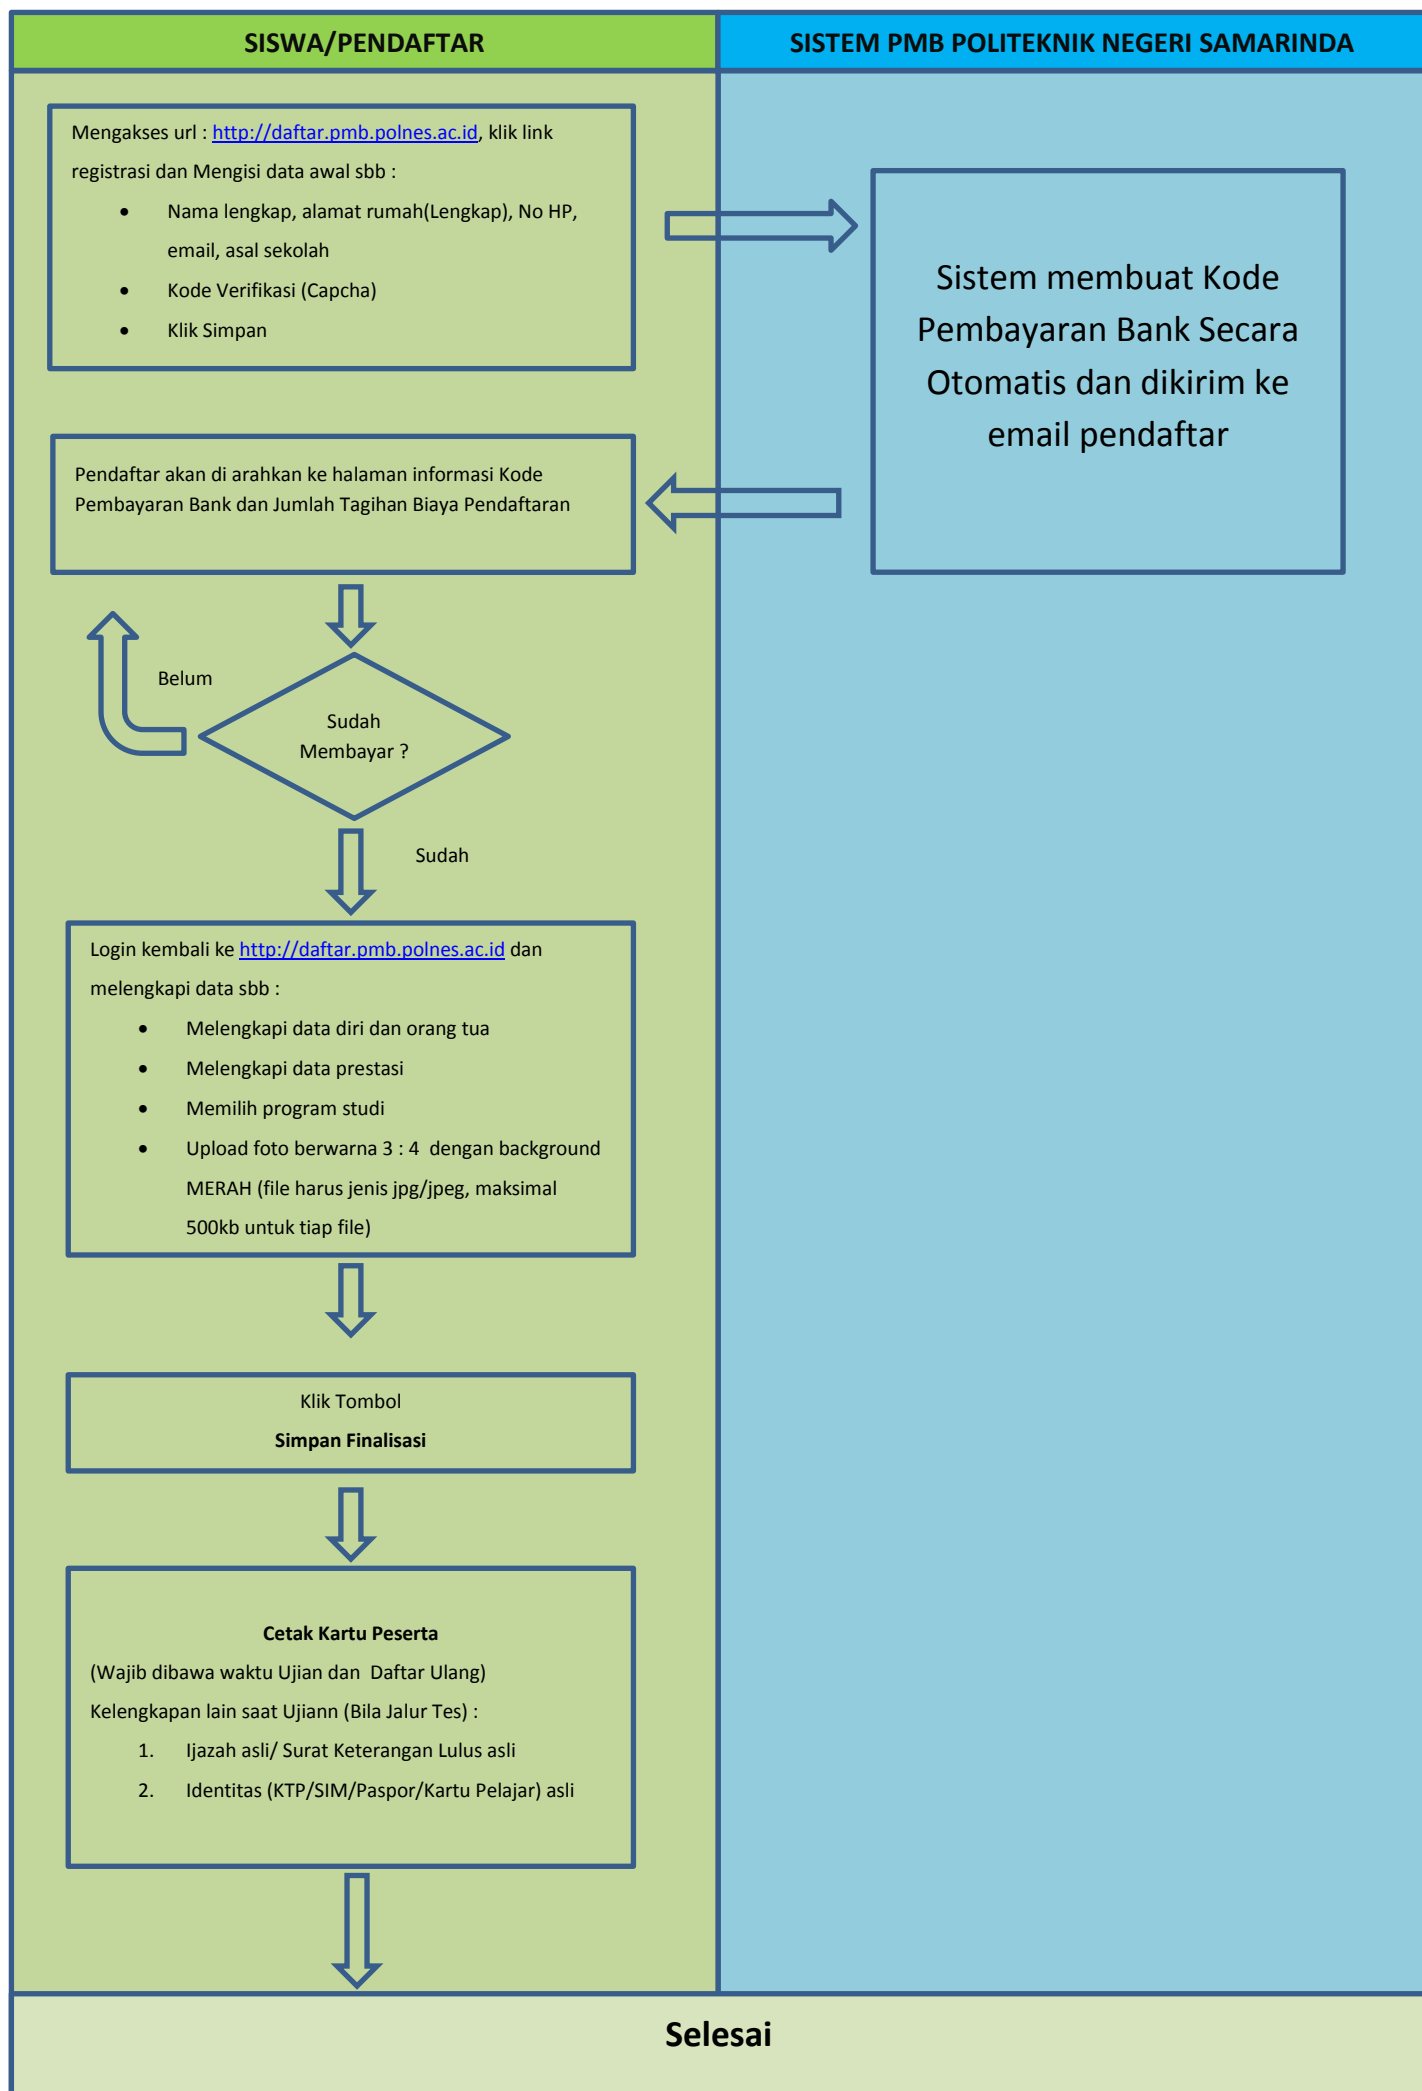 SISWA/PENDAFTAR
SISTEM PMB POLITEKNIK NEGERI SAMARINDA
Mengakses url : http://daftar.pmb.polnes.ac.id, klik link
registrasi dan Mengisi data awal sbb :
• Nama lengkap, alamat rumah(Lengkap), No HP,
email, asal sekolah
• Kode Verifikasi (Capcha)
• Klik Simpan
Sistem membuat Kode
Pembayaran Bank Secara
Otomatis dan dikirim ke
email pendaftar
Pendaftar akan di arahkan ke halaman informasi Kode
Pembayaran Bank dan Jumlah Tagihan Biaya Pendaftaran
Belum
Sudah
Membayar ?
Sudah
Login kembali ke http://daftar.pmb.polnes.ac.id dan
melengkapi data sbb :
• Melengkapi data diri dan orang tua
• Melengkapi data prestasi
• Memilih program studi
• Upload foto berwarna 3 : 4  dengan background
MERAH (file harus jenis jpg/jpeg, maksimal
500kb untuk tiap file)
Klik Tombol
Simpan Finalisasi
Cetak Kartu Peserta
(Wajib dibawa waktu Ujian dan  Daftar Ulang)
Kelengkapan lain saat Ujiann (Bila Jalur Tes) :
1. Ijazah asli/ Surat Keterangan Lulus asli
2. Identitas (KTP/SIM/Paspor/Kartu Pelajar) asli
Selesai